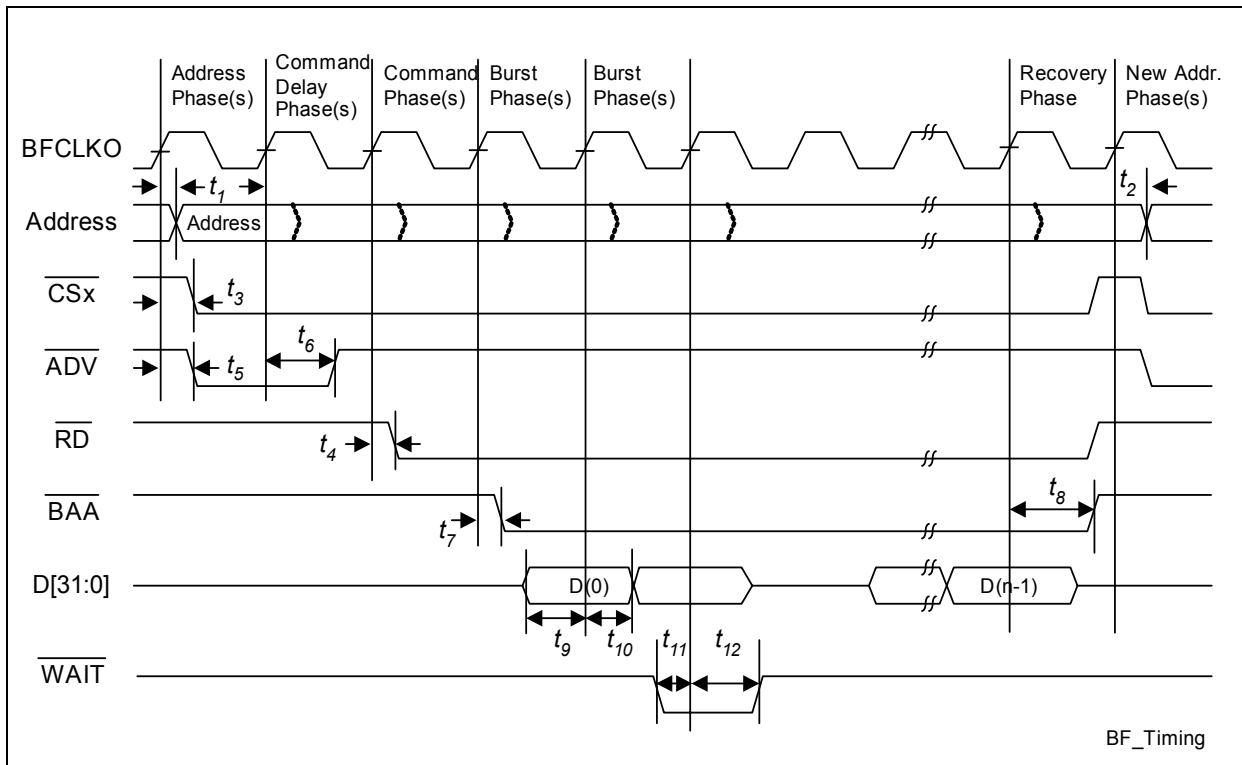 Address
Phase(s)
Command
Delay
Phase(s)
Command
Phase(s)
Burst
Phase(s)
Burst
Phase(s)
Recovery
Phase
New Addr.
Phase(s)
BFCLKO
t1
t2
Address
Address
CSx
t3
t6
ADV
t5
RD
t4
BAA
t7
t8
D[31:0]
D(0)
D(n-1)
t9
t10
t11
t12
WAIT
BF_Timing